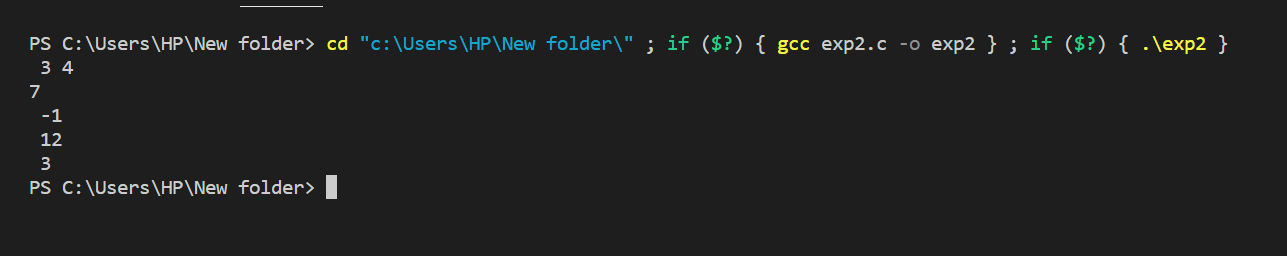 PS C:\Users\HP\New folder> cd "c:\Users\HP\New folder\" ; if ($?) { gcc exp2.c -o exp2 } ; if ($?) { .\exp2 }
 3 4
7
 -1
 12
 3
PS C:\Users\HP\New folder>